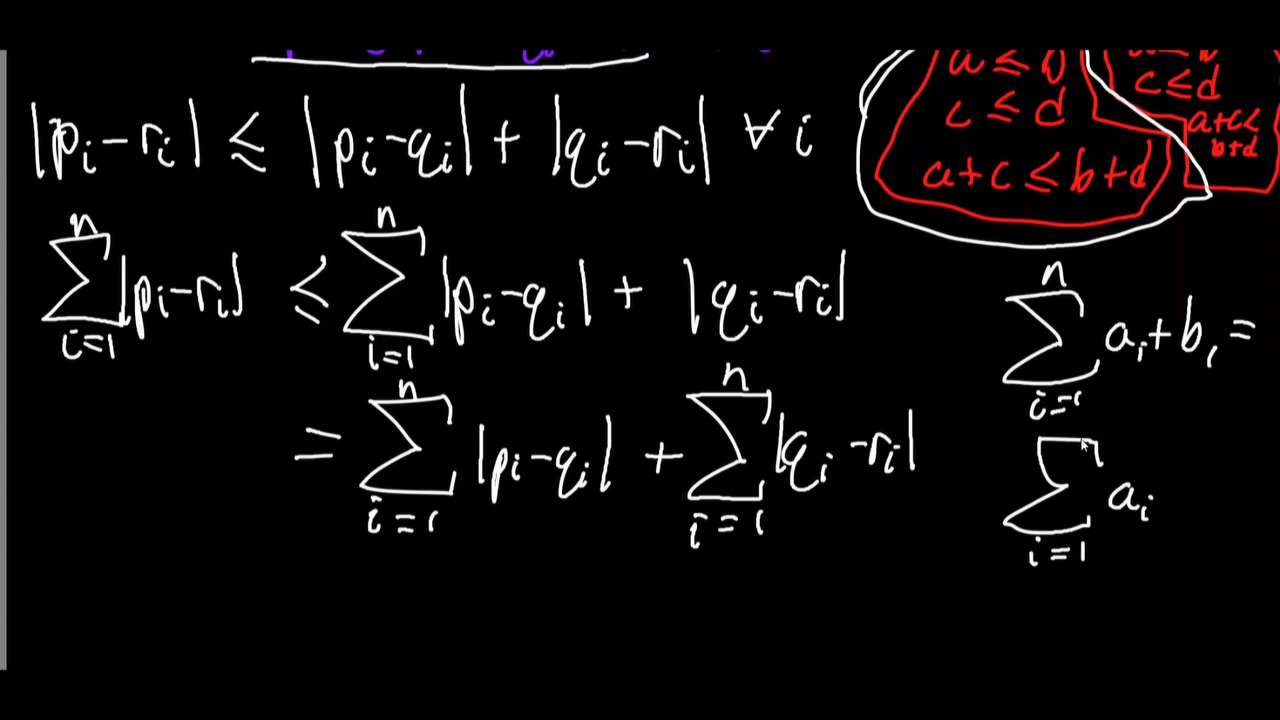 |pᵢ-rᵢ| ≤ |pᵢ-qᵢ| + |qᵢ-rᵢ| ∀ i
a ≤ b
c ≤ d
a+c ≤ b+d
c ≤ d
a+c ≤
b+d
n
∑ |pᵢ-rᵢ| ≤ ∑ |pᵢ-qᵢ| + |qᵢ-rᵢ|
i=1
n
i=1
= ∑ |pᵢ-qᵢ| + ∑ |qᵢ-rᵢ|
n
n
i=1
i=1
n
∑ aᵢ+bᵢ =
i=1
∑ aᵢ
i=1